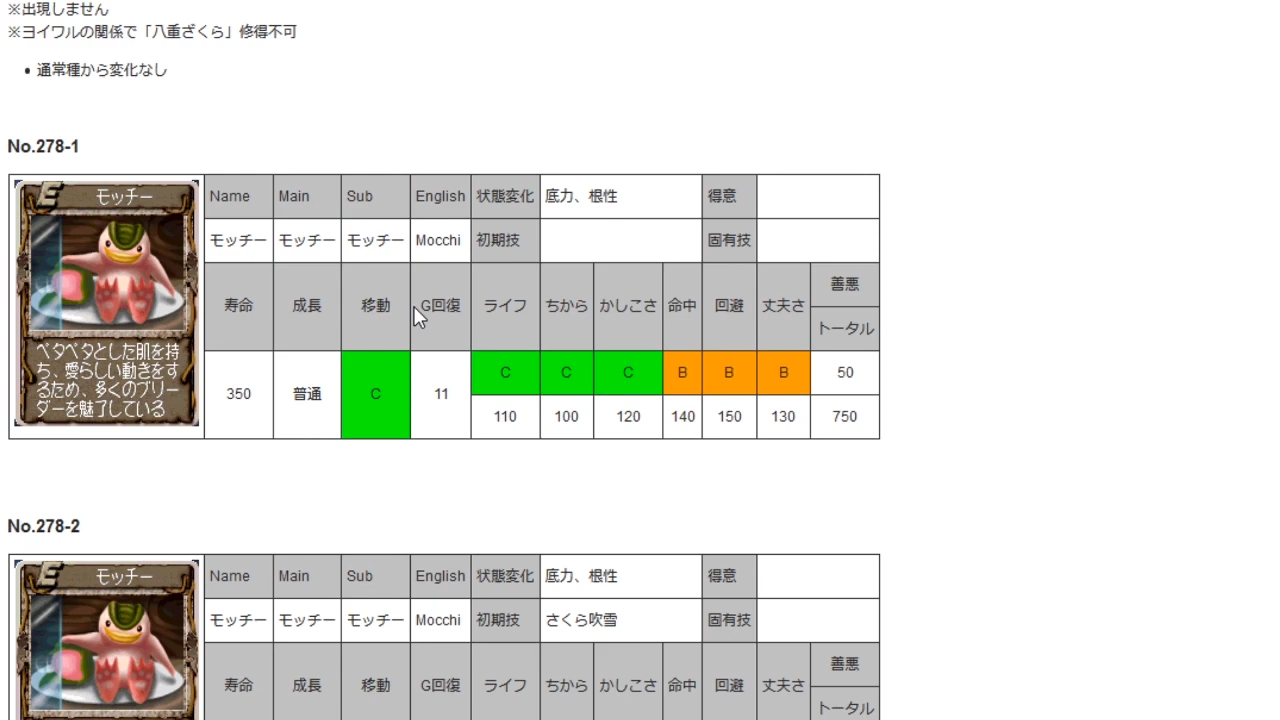 ※出現しません
※ヨイワルの関係で「八重ざくら」修得不可
• 通常種から変化なし
No.278-1
E モッチー
ペタペタとした肌を持
ち、愛らしい動きをす
るため、多くのブリー
ダーを魅了している
Name Main Sub English 状態変化 底力、根性 得意
モッチー モッチー モッチー Mocchi 初期技 固有技
寿命 成長 移動 G回復 ライフ ちから かしこさ 命中 回避 丈夫さ 善悪
トータル
350 普通 C 11 C C C B B B 50
110 100 120 140 150 130 750
No.278-2
E モッチー
Name Main Sub English 状態変化 底力、根性 得意
モッチー モッチー モッチー Mocchi 初期技 さくら吹雪 固有技
寿命 成長 移動 G回復 ライフ ちから かしこさ 命中 回避 丈夫さ 善悪
トータル